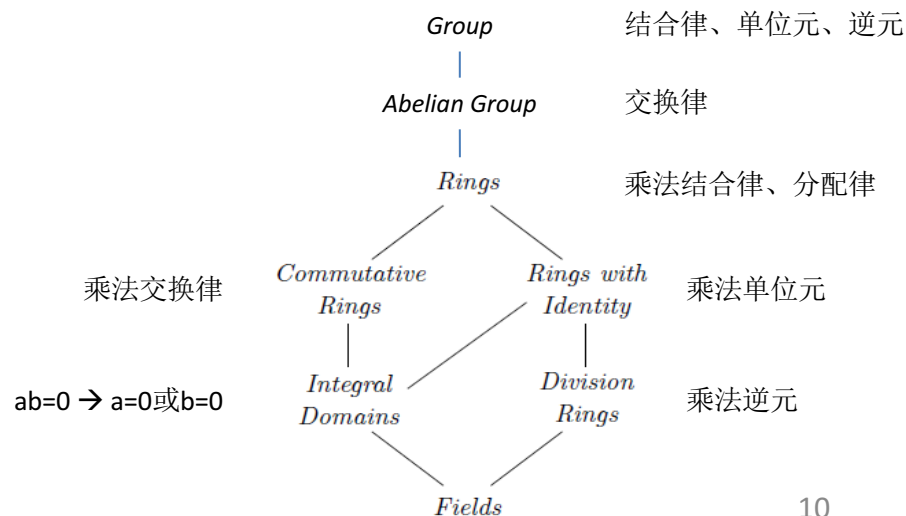 Group 结合律、单位元、逆元
Abelian Group 交换律
Rings 乘法结合律、分配律
乘法交换律
Commutative
Rings
Rings with
Identity
乘法单位元
ab=0 → a=0或b=0
Integral
Domains
Division
Rings
乘法逆元
Fields
10